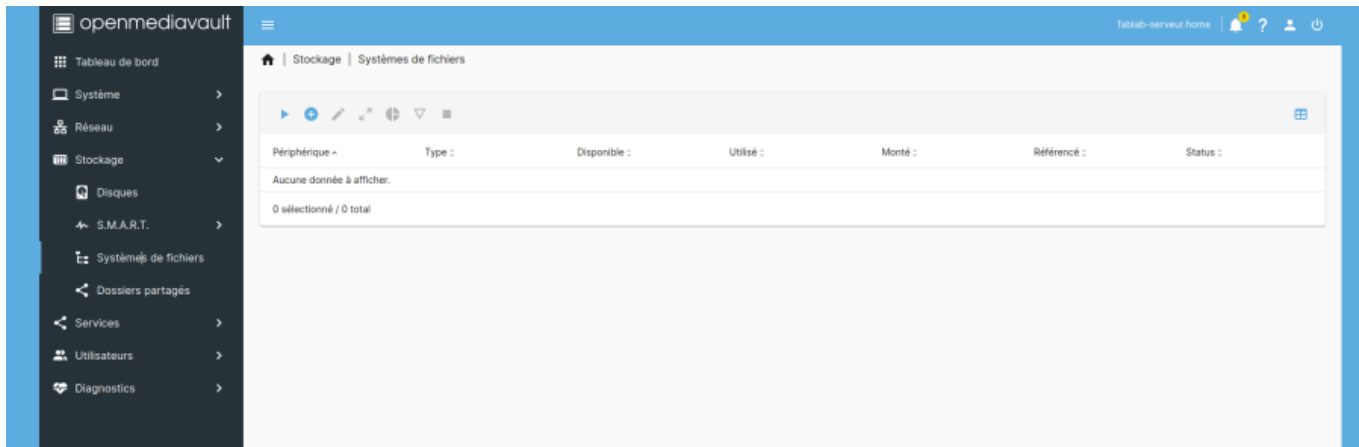 openmediavault
fablab-serveur.home
Tableau de bord
Système
Réseau
Stockage
Disques
S.M.A.R.T.
Systèmes de fichiers
Dossiers partagés
Services
Utilisateurs
Diagnostics
Stockage | Systèmes de fichiers
Périphérique Type Disponible Utilisé Monté Référencé Status
Aucune donnée à afficher.
0 sélectionné / 0 total